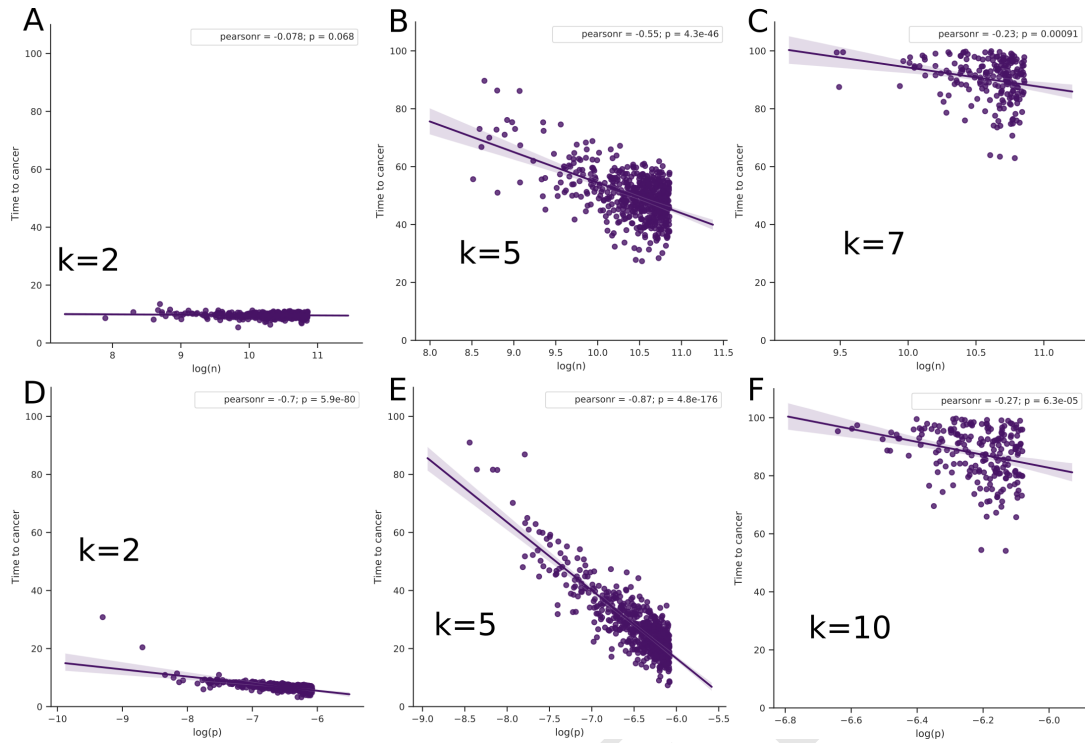 A
pearsonr = -0.078; p = 0.068
Time to cancer
100
80
60
40
20
0
k=2
8
9
10
11
log(n)
B
pearsonr = -0.55; p = 4.3e-46
Time to cancer
100
80
60
40
20
0
k=5
8.0
8.5
9.0
9.5
10.0
10.5
11.0
11.5
log(n)
C
pearsonr = -0.23; p = 0.00091
Time to cancer
100
80
60
40
20
0
k=7
9.5
10.0
10.5
11.0
log(n)
D
pearsonr = -0.7; p = 5.9e-80
Time to cancer
100
80
60
40
20
0
k=2
−10
−9
−8
−7
−6
log(p)
E
pearsonr = -0.87; p = 4.8e-176
Time to cancer
100
80
60
40
20
0
k=5
−9.0
−8.5
−8.0
−7.5
−7.0
−6.5
−6.0
−5.5
log(p)
F
pearsonr = -0.27; p = 6.3e-05
Time to cancer
100
80
60
40
20
0
k=10
−6.8
−6.6
−6.4
−6.2
−6.0
log(p)